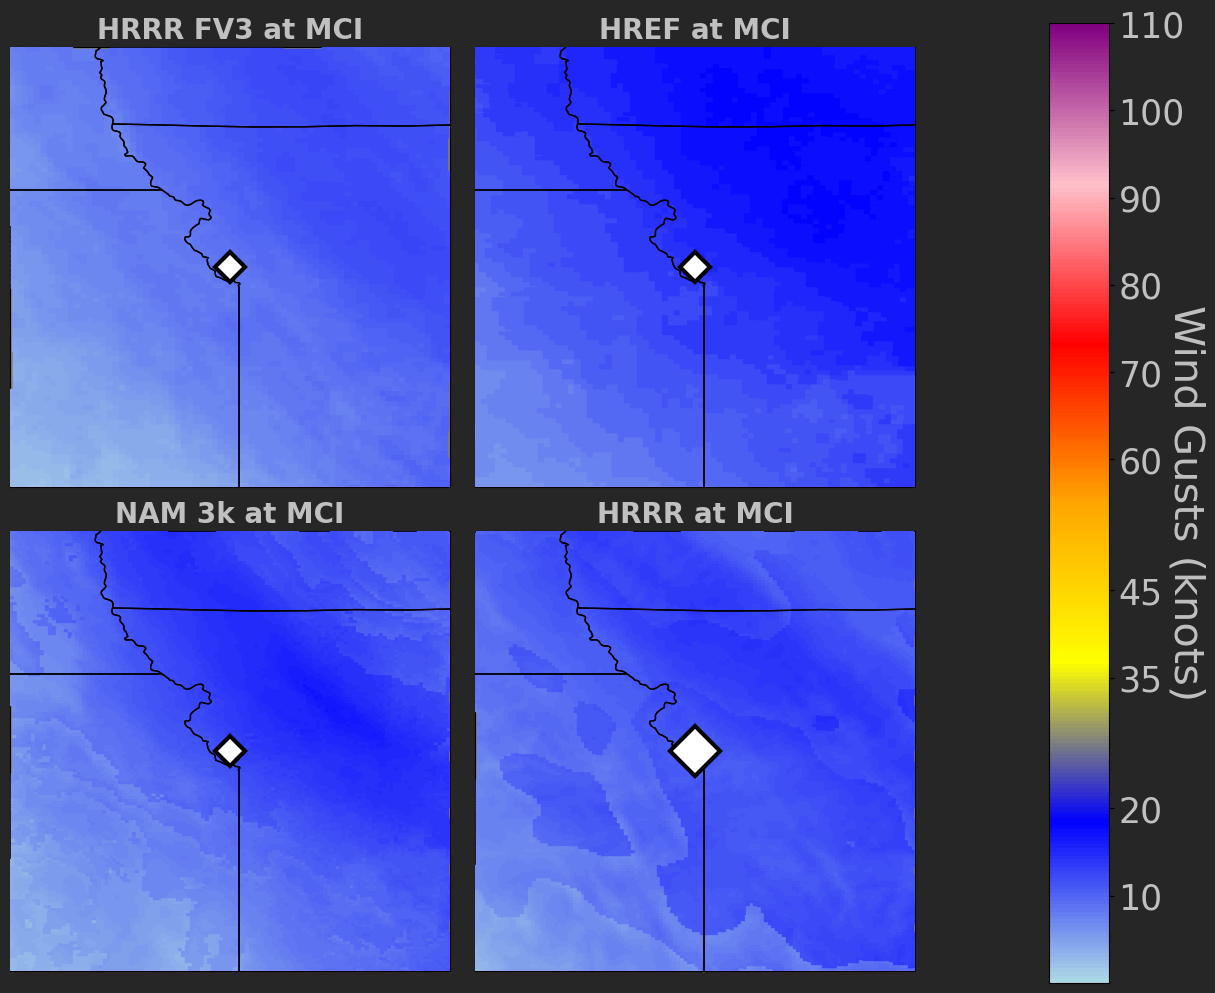 HRRR FV3 at MCI
HREF at MCI
NAM 3k at MCI
HRRR at MCI
110
100
90
80
70
60
45
35
20
10
Wind Gusts (knots)